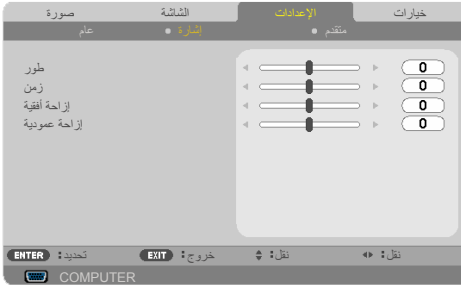 صورة الشاشة الإعدادات خيارات
عام إشارة متقدم
طور 0
زمن 0
إزاحة أفقية 0
إزاحة عمودية 0
ENTER تحديد: EXIT خروج: نقل: نقل:
COMPUTER